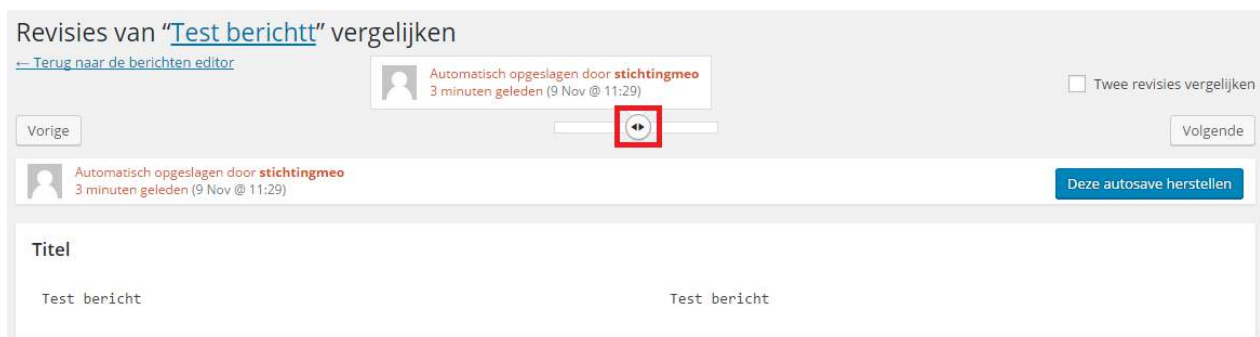 Revisies van “Test berichtt” vergelijken
← Terug naar de berichten editor
Automatisch opgeslagen door stichtingmeo
3 minuten geleden (9 Nov @ 11:29)
Twee revisies vergelijken
Vorige
Volgende
Automatisch opgeslagen door stichtingmeo
3 minuten geleden (9 Nov @ 11:29)
Deze autosave herstellen
Titel
Test bericht Test bericht